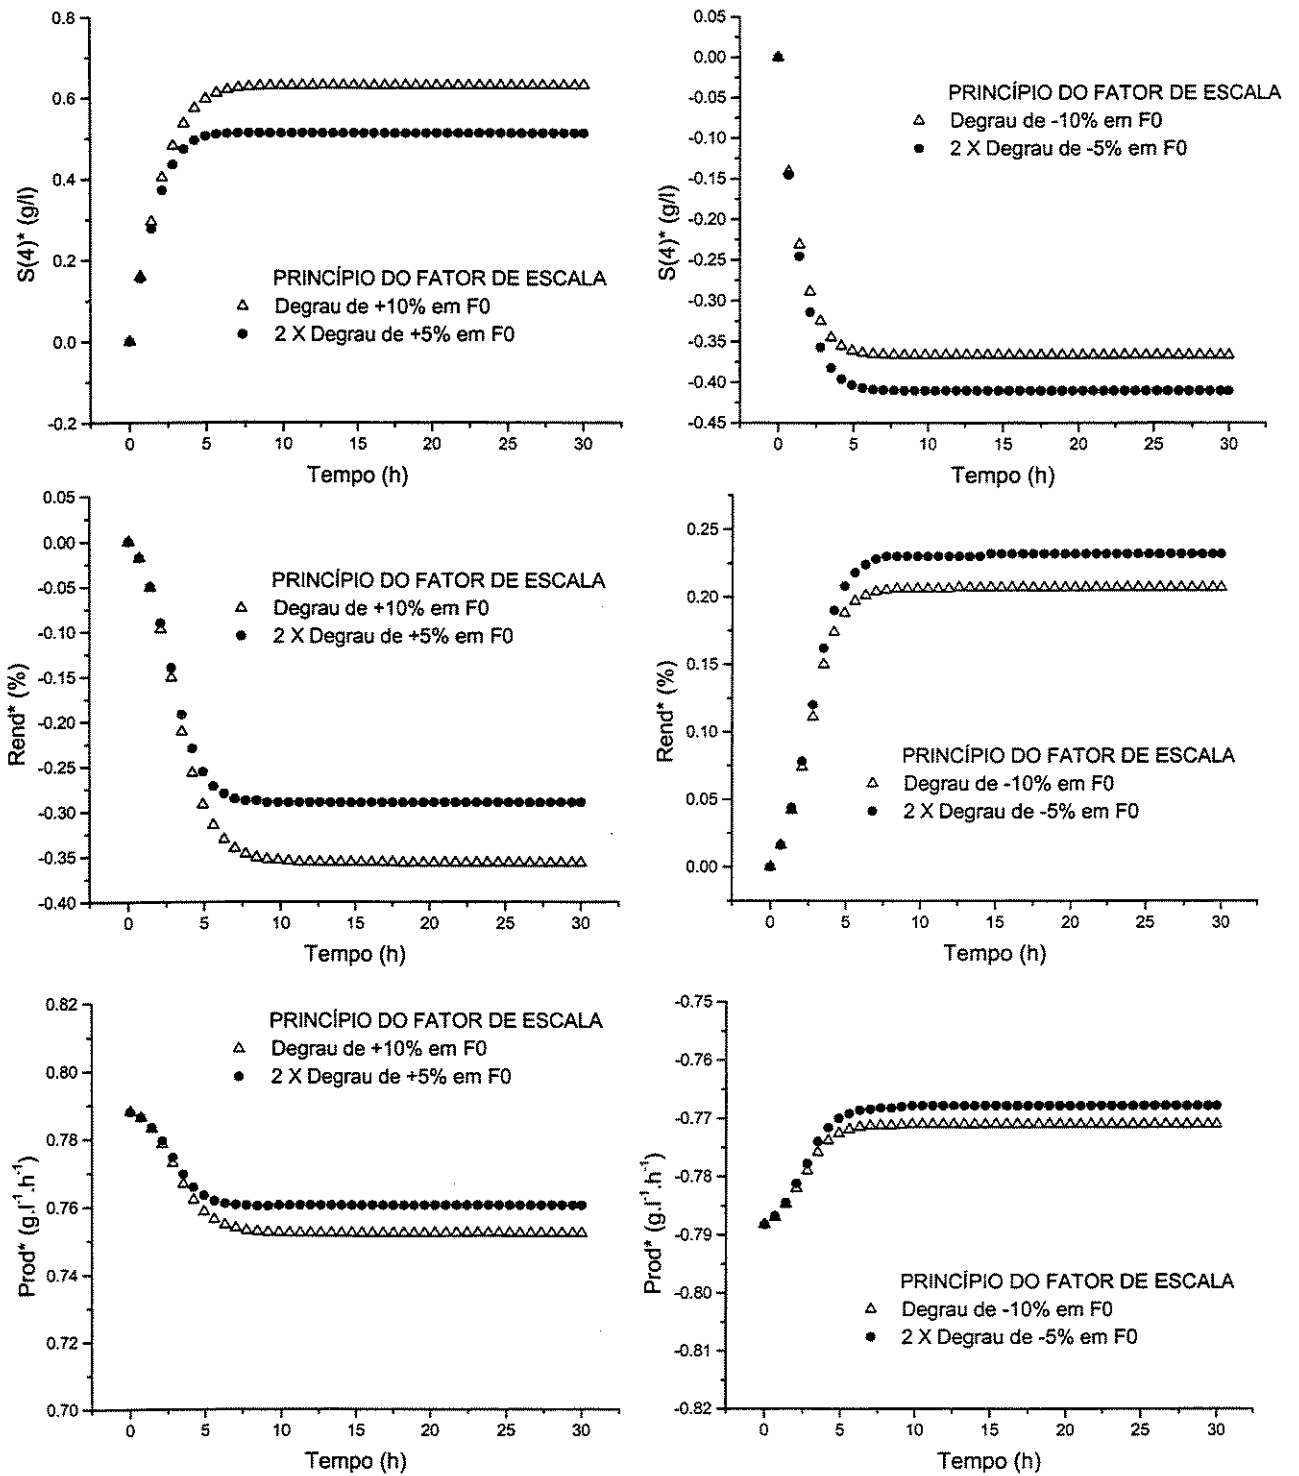 0.8
0.6
0.4
0.2
0.0
-0.2
S(4)* (g/l)
PRINCÍPIO DO FATOR DE ESCALA
Degrau de +10% em F0
2 X Degrau de +5% em F0
0 5 10 15 20 25 30
Tempo (h)
0.05
0.00
-0.05
-0.10
-0.15
-0.20
-0.25
-0.30
-0.35
-0.40
-0.45
S(4)* (g/l)
PRINCÍPIO DO FATOR DE ESCALA
Degrau de -10% em F0
2 X Degrau de -5% em F0
0 5 10 15 20 25 30
Tempo (h)
0.05
0.00
-0.05
-0.10
-0.15
-0.20
-0.25
-0.30
-0.35
-0.40
Rend* (%)
PRINCÍPIO DO FATOR DE ESCALA
Degrau de +10% em F0
2 X Degrau de +5% em F0
0 5 10 15 20 25 30
Tempo (h)
0.25
0.20
0.15
0.10
0.05
0.00
Rend* (%)
PRINCÍPIO DO FATOR DE ESCALA
Degrau de -10% em F0
2 X Degrau de -5% em F0
0 5 10 15 20 25 30
Tempo (h)
0.82
0.80
0.78
0.76
0.74
0.72
0.70
Prod* (g.l⁻¹.h⁻¹)
PRINCÍPIO DO FATOR DE ESCALA
Degrau de +10% em F0
2 X Degrau de +5% em F0
0 5 10 15 20 25 30
Tempo (h)
-0.75
-0.76
-0.77
-0.78
-0.79
-0.80
-0.81
-0.82
Prod* (g.l⁻¹.h⁻¹)
PRINCÍPIO DO FATOR DE ESCALA
Degrau de -10% em F0
2 X Degrau de -5% em F0
0 5 10 15 20 25 30
Tempo (h)